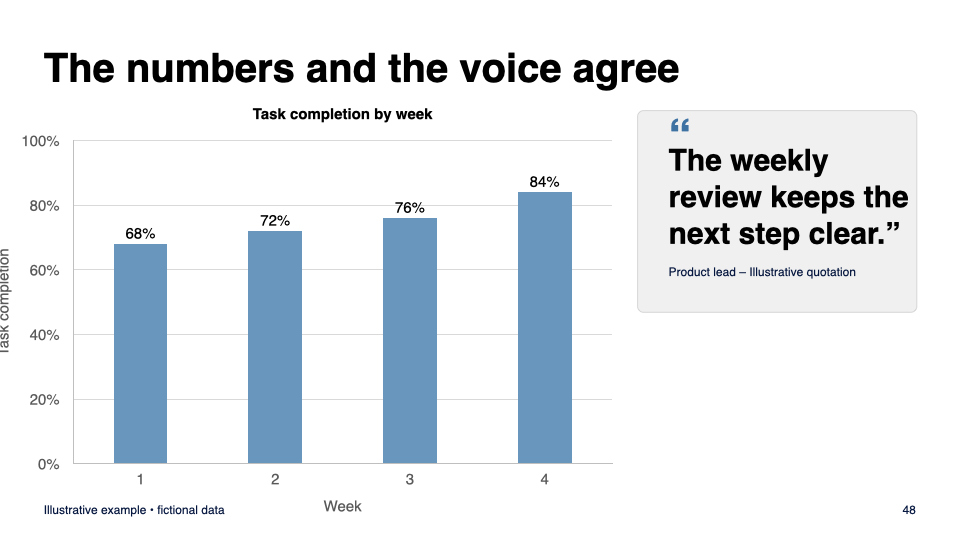 The numbers and the voice agree
Task completion by week
100%
80%
60%
40%
20%
0%
Task completion
68%
72%
76%
84%
1
2
3
4
Week
“
The weekly
review keeps the
next step clear.”
Product lead – Illustrative quotation
Illustrative example • fictional data
48